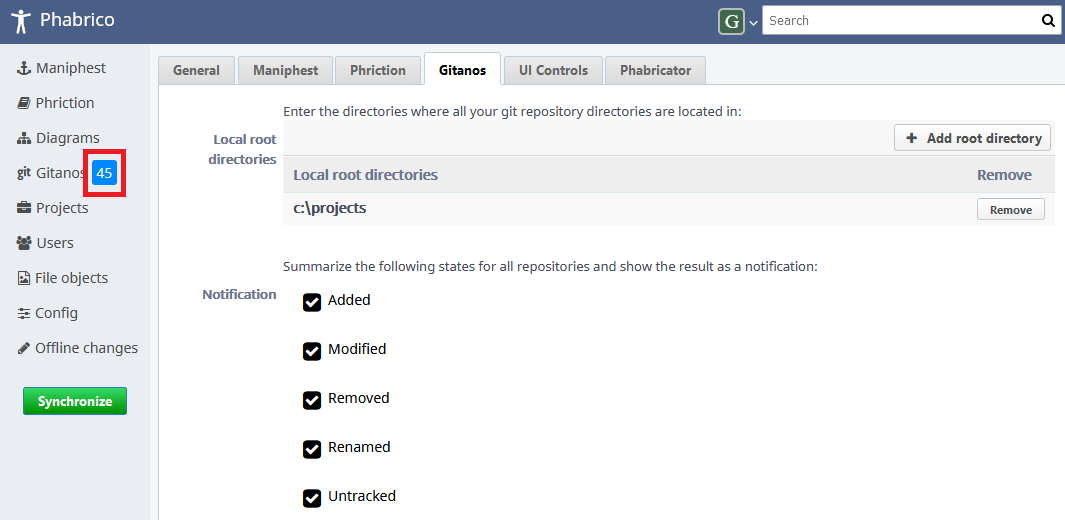 Phabrico
G
Search
Maniphest
Phriction
Diagrams
git Gitanos 45
Projects
Users
File objects
Config
Offline changes
Synchronize
General Maniphest Phriction Gitanos UI Controls Phabricator
Enter the directories where all your git repository directories are located in:
Local root
directories
+ Add root directory
Local root directories Remove
c:\projects Remove
Summarize the following states for all repositories and show the result as a notification:
Notification
Added
Modified
Removed
Renamed
Untracked